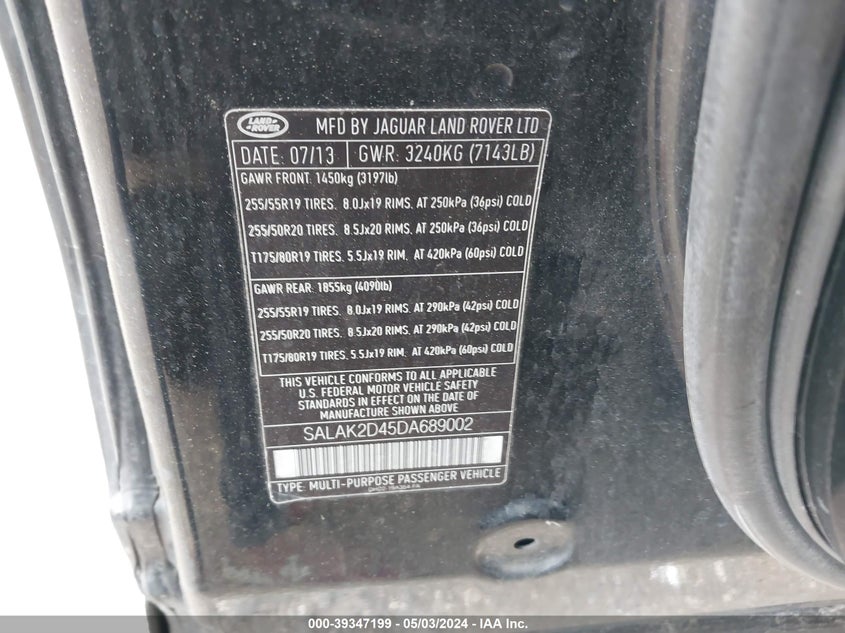 LAND ROVER
MFD BY JAGUAR LAND ROVER LTD
DATE: 07/13 GWR: 3240KG (7143LB)
GAWR FRONT: 1450kg (3197lb)
255/55R19 TIRES. 8.0Jx19 RIMS. AT 250kPa (36psi) COLD
255/50R20 TIRES. 8.5Jx20 RIMS. AT 250kPa (36psi) COLD
T175/80R19 TIRES. 5.5Jx19 RIM. AT 420kPa (60psi) COLD
GAWR REAR: 1855kg (4090lb)
255/55R19 TIRES. 8.0Jx19 RIMS. AT 290kPa (42psi) COLD
255/50R20 TIRES. 8.5Jx20 RIMS. AT 290kPa (42psi) COLD
T175/80R19 TIRES. 5.5Jx19 RIM. AT 420kPa (60psi) COLD
THIS VEHICLE CONFORMS TO ALL APPLICABLE
U.S. FEDERAL MOTOR VEHICLE SAFETY
STANDARDS IN EFFECT ON THE DATE OF
MANUFACTURE SHOWN ABOVE
SALAK2D45DA689002
TYPE: MULTI-PURPOSE PASSENGER VEHICLE
000-39347199 - 05/03/2024 - IAA Inc.